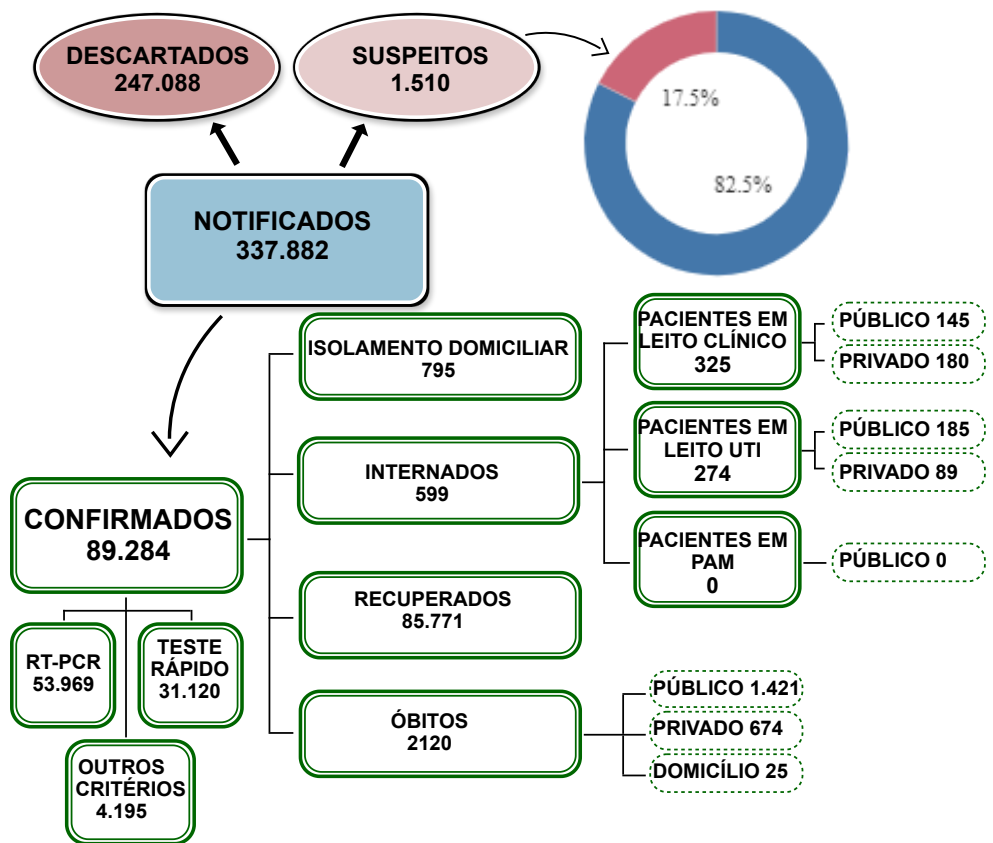 DESCARTADOS
247.088
SUSPEITOS
1.510
17.5%
82.5%
NOTIFICADOS
337.882
CONFIRMADOS
89.284
RT-PCR
53.969
TESTE
RÁPIDO
31.120
OUTROS
CRITÉRIOS
4.195
ISOLAMENTO DOMICILIAR
795
INTERNADOS
599
RECUPERADOS
85.771
ÓBITOS
2120
PACIENTES EM
LEITO CLÍNICO
325
PÚBLICO 145
PRIVADO 180
PACIENTES EM
LEITO UTI
274
PÚBLICO 185
PRIVADO 89
PACIENTES EM
PAM
0
PÚBLICO 0
PÚBLICO 1.421
PRIVADO 674
DOMICÍLIO 25